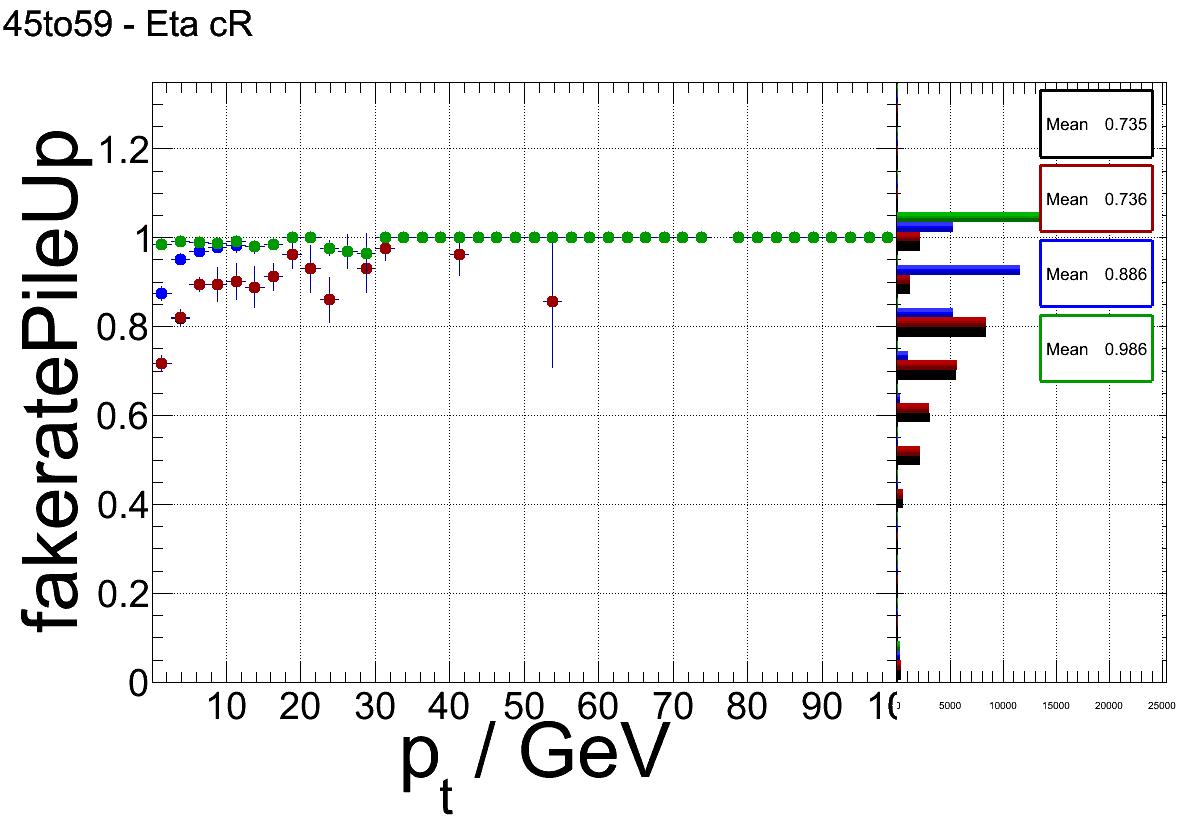 45to59 - Eta cR
fakeratePileUp
1.2
1
0.8
0.6
0.4
0.2
0
10 20 30 40 50 60 70 80 90 10
p_t / GeV
Mean 0.735
Mean 0.736
Mean 0.886
Mean 0.986
0 5000 10000 15000 20000 25000